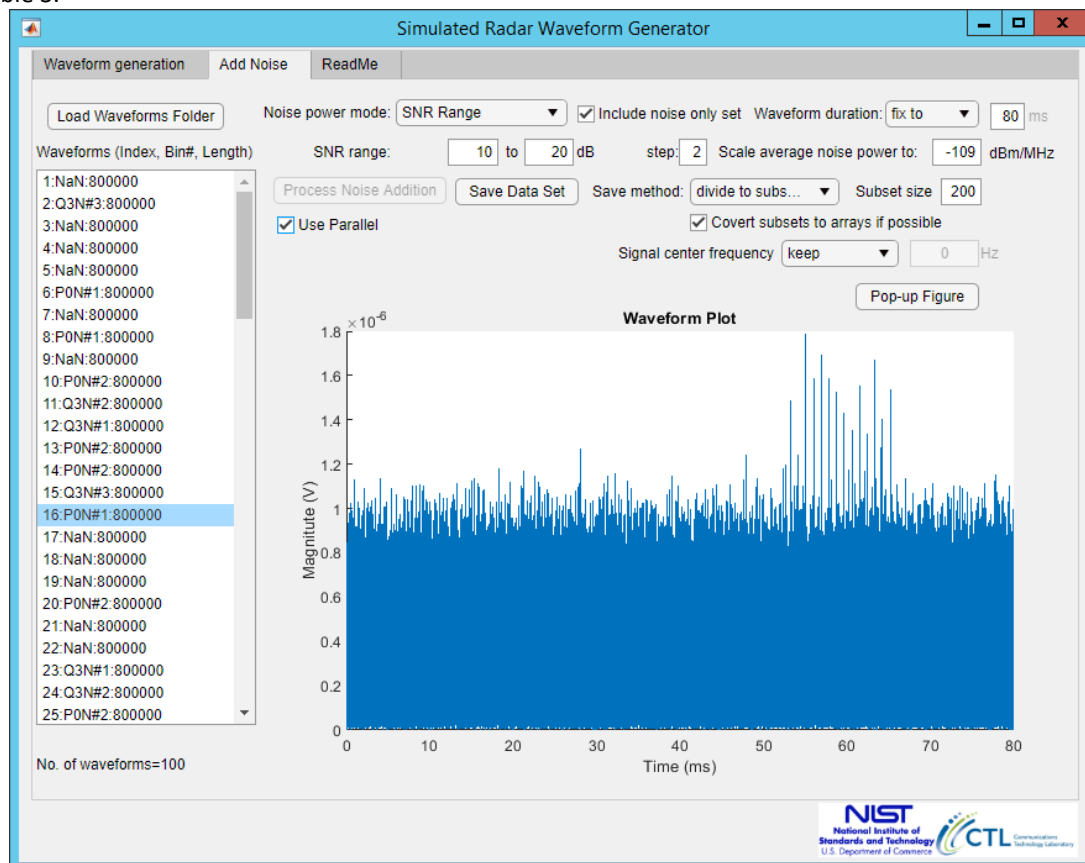 ble 3.
Simulated Radar Waveform Generator
Waveform generation Add Noise ReadMe
Load Waveforms Folder Noise power mode: SNR Range Include noise only set Waveform duration: fix to 80 ms
Waveforms (Index, Bin#, Length) SNR range: 10 to 20 dB step: 2 Scale average noise power to: -109 dBm/MHz
Process Noise Addition Save Data Set Save method: divide to subs... Subset size 200
Use Parallel Covert subsets to arrays if possible
Signal center frequency keep 0 Hz
Pop-up Figure
1:NaN:800000
2:Q3N#3:800000
3:NaN:800000
4:NaN:800000
5:NaN:800000
6:P0N#1:800000
7:NaN:800000
8:P0N#1:800000
9:NaN:800000
10:P0N#2:800000
11:Q3N#2:800000
12:Q3N#1:800000
13:P0N#2:800000
14:P0N#2:800000
15:Q3N#3:800000
16:P0N#1:800000
17:NaN:800000
18:NaN:800000
19:NaN:800000
20:P0N#2:800000
21:NaN:800000
22:NaN:800000
23:Q3N#1:800000
24:Q3N#2:800000
25:P0N#2:800000
No. of waveforms=100
Waveform Plot
×10⁻⁶
1.8
1.6
1.4
1.2
1
0.8
0.6
0.4
0.2
0
Magnitute (V)
0 10 20 30 40 50 60 70 80
Time (ms)
NIST
National Institute of
Standards and Technology
U.S. Department of Commerce
CTL Communications
Technology Laboratory